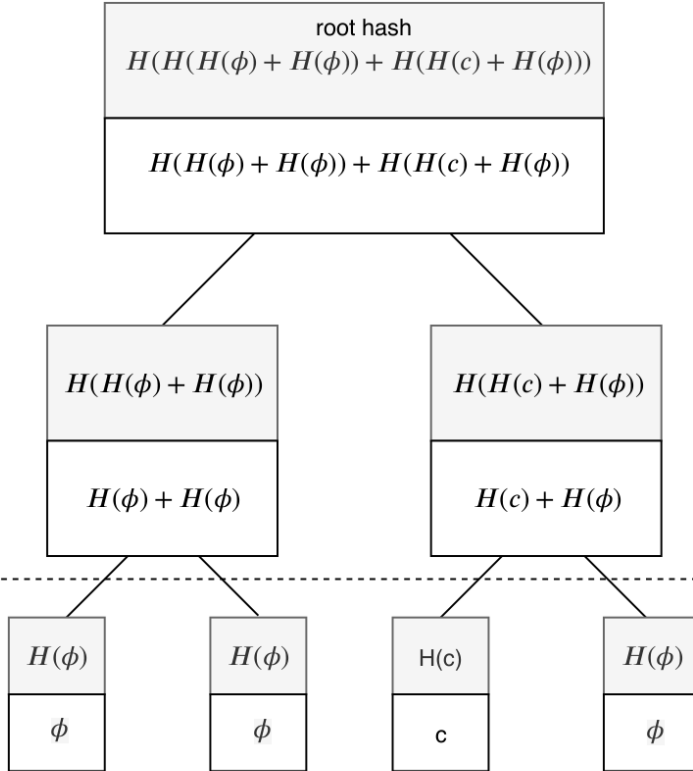 root hash
H(H(H(ϕ) + H(ϕ)) + H(H(c) + H(ϕ)))
H(H(ϕ) + H(ϕ)) + H(H(c) + H(ϕ))
H(H(ϕ) + H(ϕ))
H(H(c) + H(ϕ))
H(ϕ) + H(ϕ)
H(c) + H(ϕ)
H(ϕ)
H(ϕ)
H(c)
H(ϕ)
ϕ
ϕ
c
ϕ